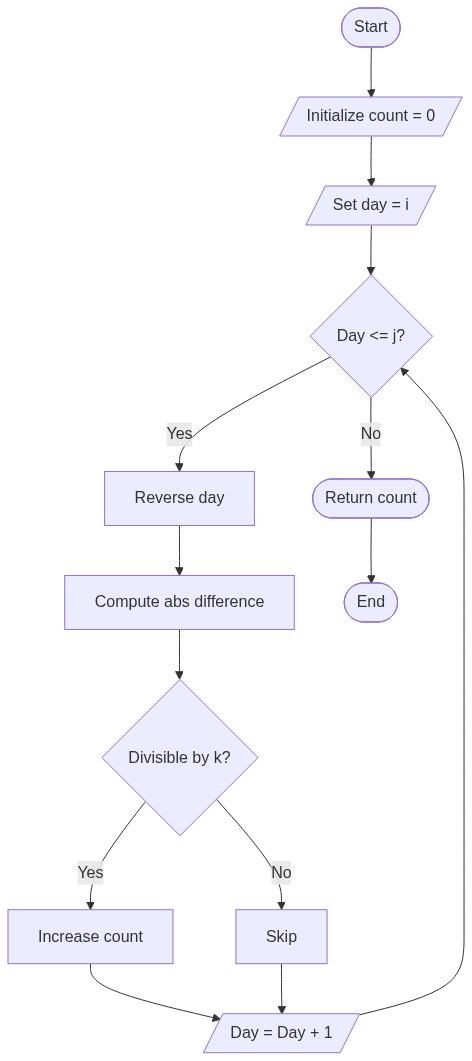 Start
Initialize count = 0
Set day = i
Day <= j?
Yes
No
Reverse day
Return count
Compute abs difference
End
Divisible by k?
Yes
No
Increase count
Skip
Day = Day + 1